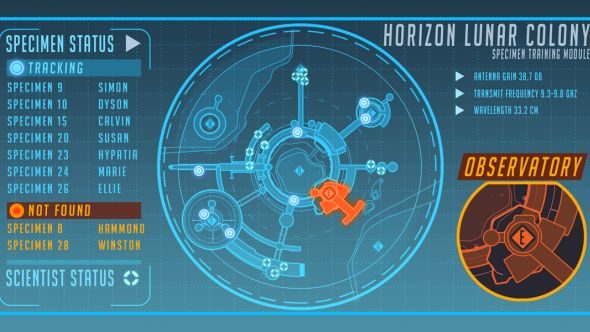 SPECIMEN STATUS
TRACKING
SPECIMEN 9 SIMON
SPECIMEN 10 DYSON
SPECIMEN 15 CALVIN
SPECIMEN 20 SUSAN
SPECIMEN 23 HYPATIA
SPECIMEN 24 MARIE
SPECIMEN 26 ELLIE
NOT FOUND
SPECIMEN 8 HAMMOND
SPECIMEN 28 WINSTON
SCIENTIST STATUS
HORIZON LUNAR COLONY
SPECIMEN TRAINING MODULE
ANTENNA GAIN 38.7 DB
TRANSMIT FREQUENCY 9.3-9.8 GHZ
WAVELENGTH 33.2 CM
OBSERVATORY
E